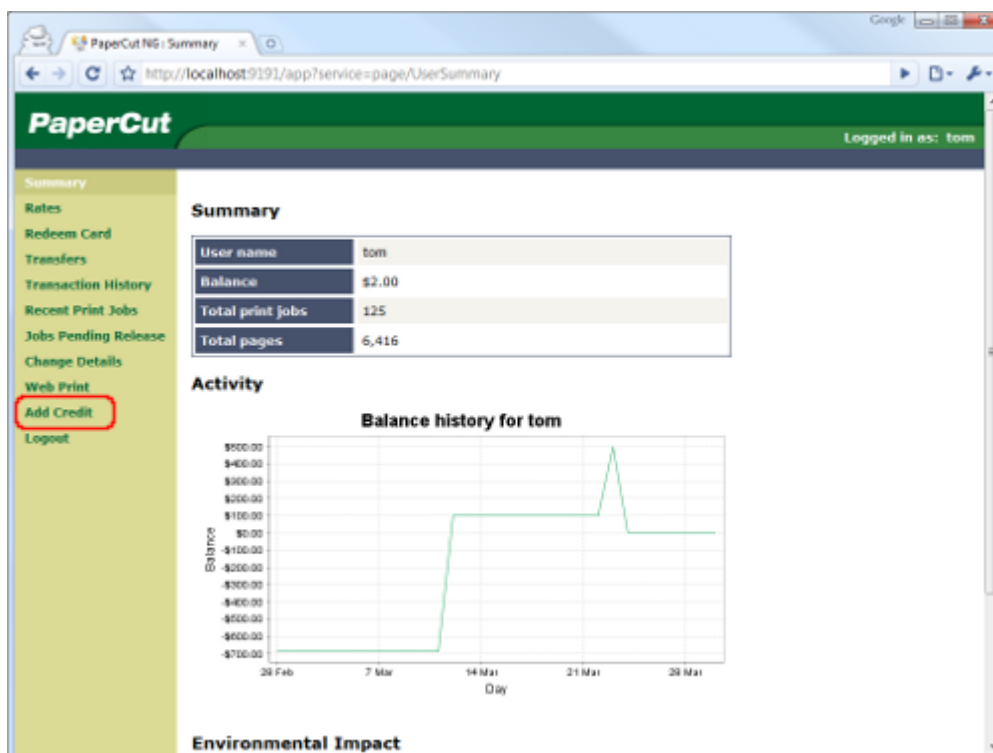 Google
PaperCut NG : Summary
http://localhost:9191/app?service=page/UserSummary
PaperCut
Logged in as: tom
Summary
Rates
Redeem Card
Transfers
Transaction History
Recent Print Jobs
Jobs Pending Release
Change Details
Web Print
Add Credit
Logout
Summary
User name tom
Balance $2.00
Total print jobs 125
Total pages 6,416
Activity
Balance history for tom
Balance
$500.00
$400.00
$300.00
$200.00
$100.00
$0.00
-$100.00
-$200.00
-$300.00
-$400.00
-$500.00
-$600.00
-$700.00
28 Feb 7 Mar 14 Mar 21 Mar 28 Mar
Day
Environmental Impact